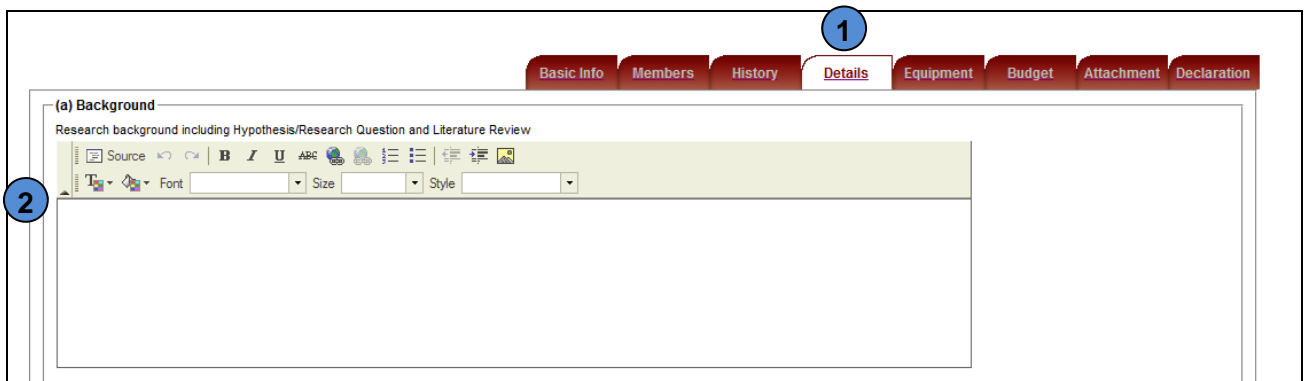 1
Basic Info Members History Details Equipment Budget Attachment Declaration
(a) Background
Research background including Hypothesis/Research Question and Literature Review
Source B I U ABC
2
T Font Size Style